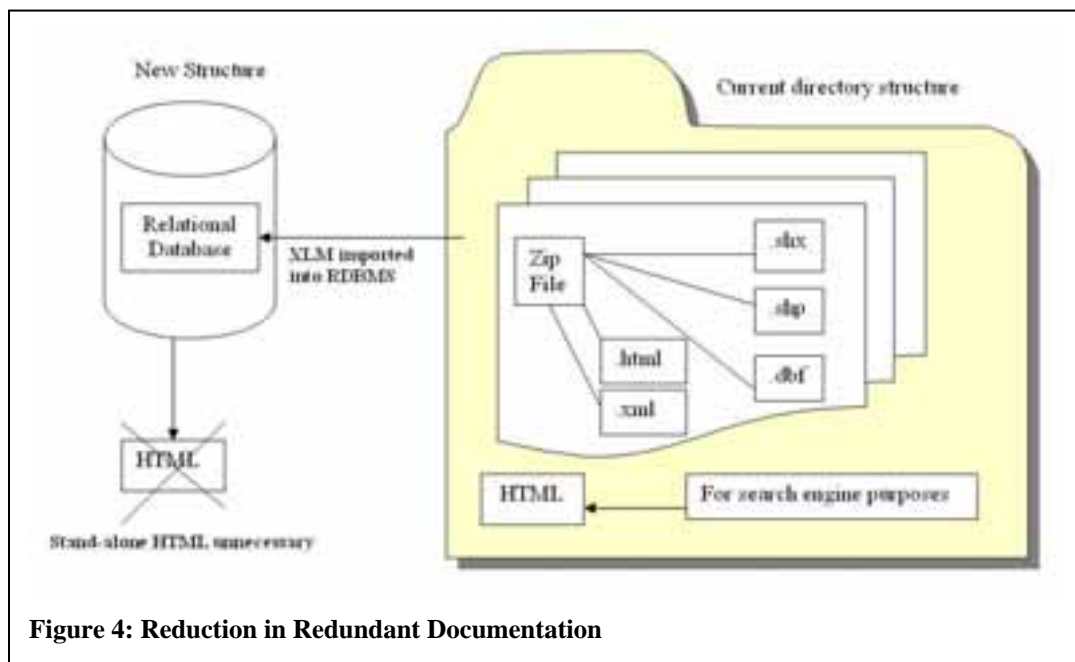 New Structure
Current directory structure
Relational
Database
XLM imported
into RDBMS
Zip
File
.shx
.shp
.dbf
.html
.xml
HTML
Stand-alone HTML unnecessary
HTML
For search engine purposes
Figure 4: Reduction in Redundant Documentation